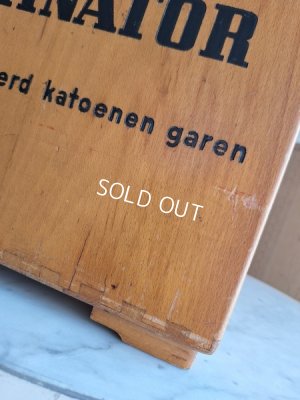 INATOR
erd katoenen garen
SOLD OUT